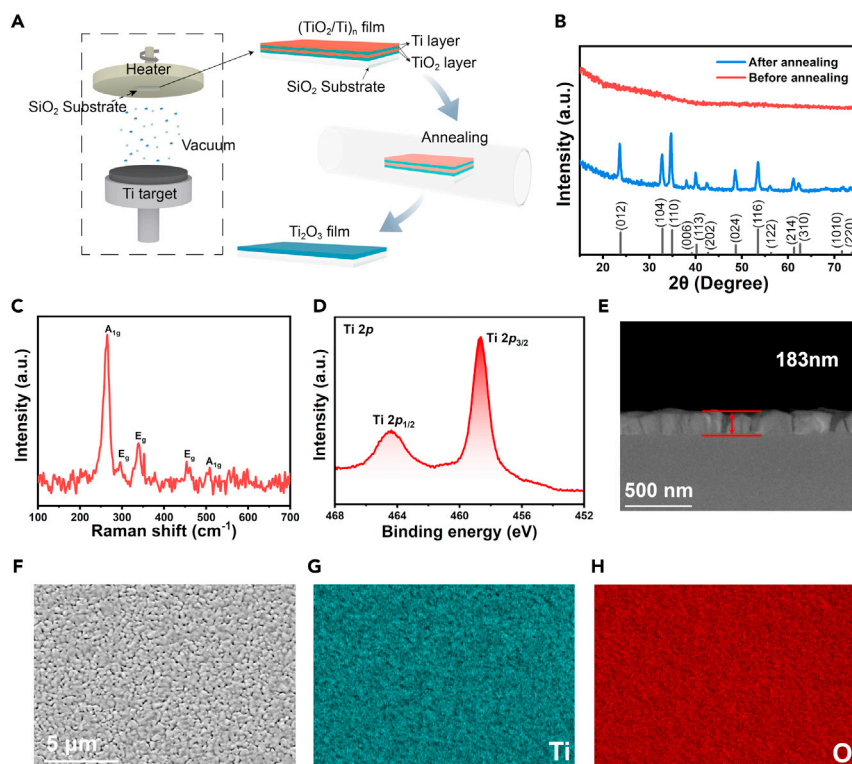 A
(TiO₂/Ti)ₙ film
Ti layer
TiO₂ layer
Heater
SiO₂ Substrate
SiO₂ Substrate
Vacuum
Annealing
Ti target
Ti₂O₃ film
B
After annealing
Before annealing
Intensity (a.u.)
(012)
(104)
(110)
(006)
(113)
(202)
(024)
(116)
(122)
(214)
(310)
(1010)
(220)
20 30 40 50 60 70
2θ (Degree)
C
A1g
Eg
Eg
Eg
A1g
Intensity (a.u.)
100 200 300 400 500 600 700
Raman shift (cm⁻¹)
D
Ti 2p
Ti 2p3/2
Ti 2p1/2
Intensity (a.u.)
468 464 460 456 452
Binding energy (eV)
E
183nm
500 nm
F
5 μm
G
Ti
H
O